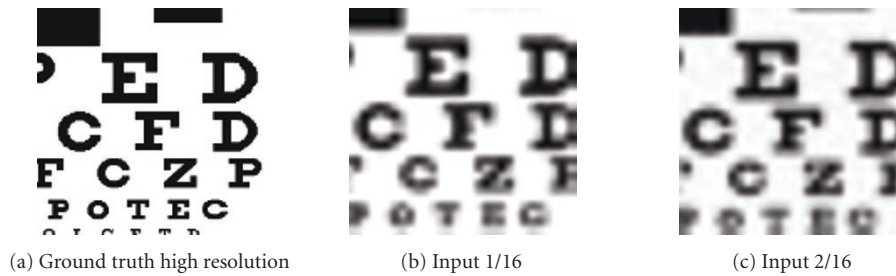 E D
C F D
F C Z P
P O T E C
(a) Ground truth high resolution
E D
C F D
C Z
P O T E C
(b) Input 1/16
E D
C F D
C Z
P O T E
(c) Input 2/16